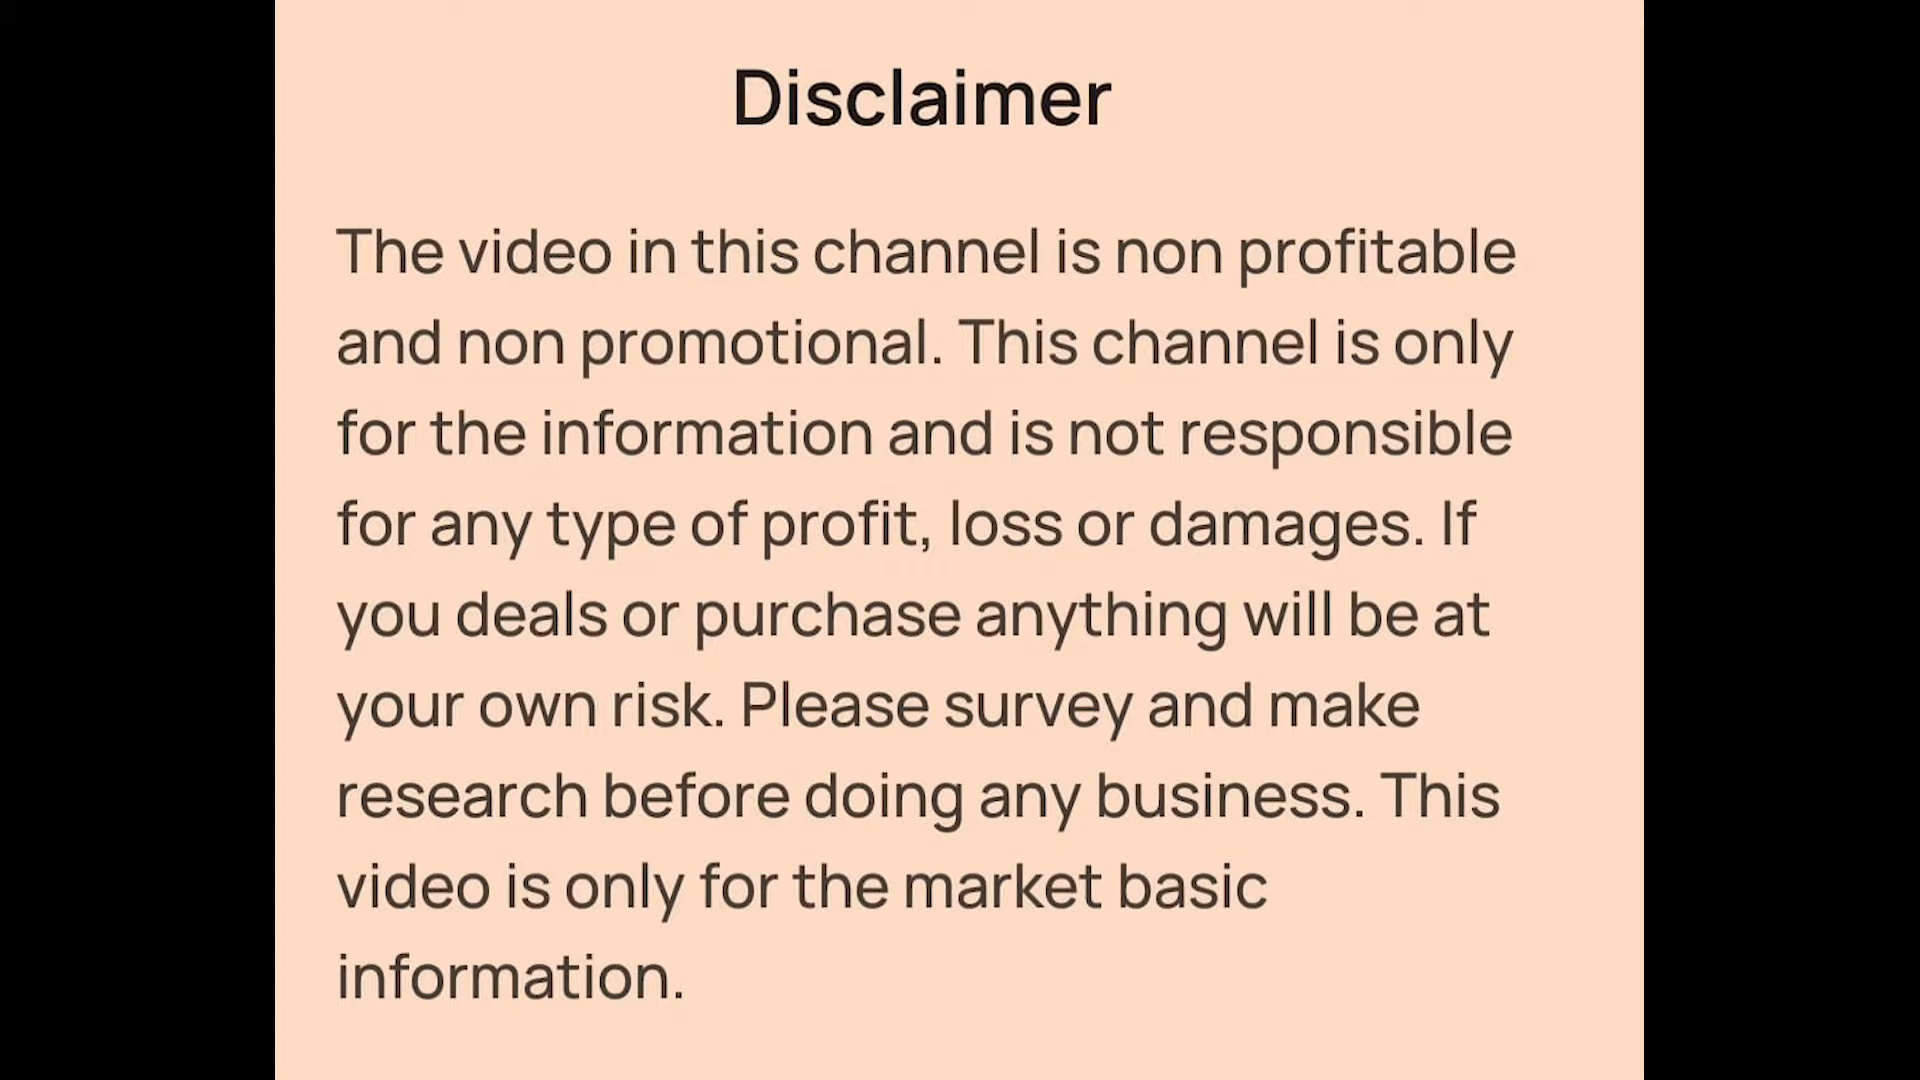 Disclaimer
The video in this channel is non profitable
and non promotional. This channel is only
for the information and is not responsible
for any type of profit, loss or damages. If
you deals or purchase anything will be at
your own risk. Please survey and make
research before doing any business. This
video is only for the market basic
information.